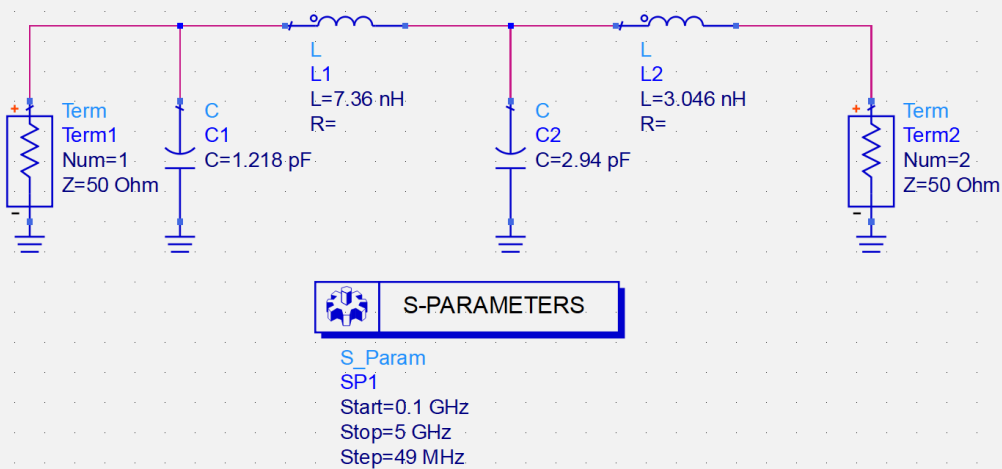 L
L1
L=7.36 nH
R=
L
L2
L=3.046 nH
R=
+
Term
Term1
Num=1
Z=50 Ohm
-
C
C1
C=1.218 pF
C
C2
C=2.94 pF
+
Term
Term2
Num=2
Z=50 Ohm
-
S-PARAMETERS
S_Param
SP1
Start=0.1 GHz
Stop=5 GHz
Step=49 MHz